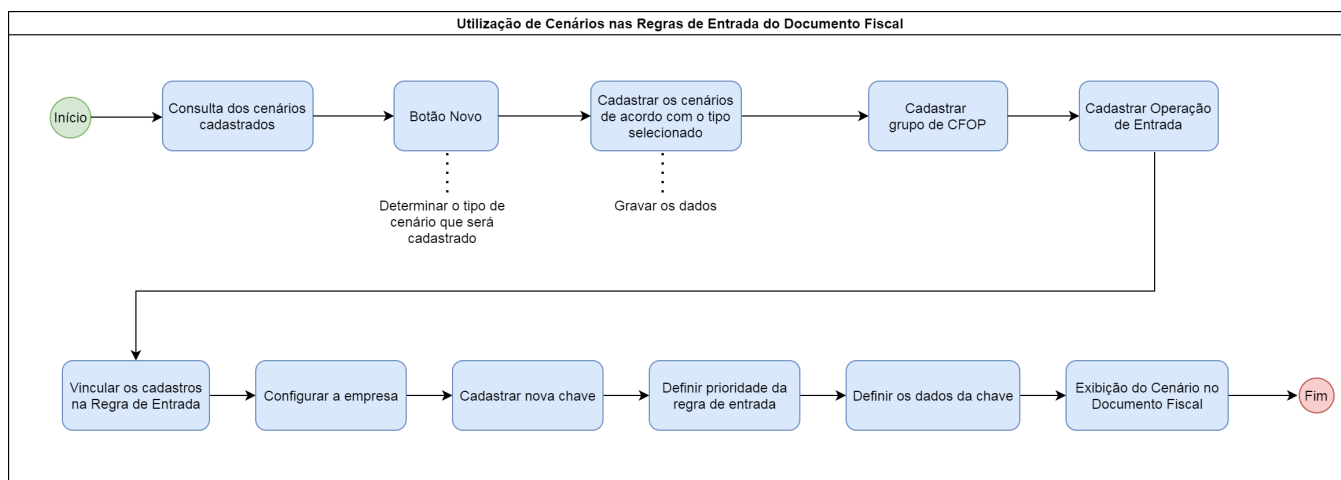 Utilização de Cenários nas Regras de Entrada do Documento Fiscal
Início
Consulta dos cenários
cadastrados
Botão Novo
Cadastrar os cenários
de acordo com o tipo
selecionado
Cadastrar
grupo de CFOP
Cadastrar Operação
de Entrada
Determinar o tipo de
cenário que será
cadastrado
Gravar os dados
Vincular os cadastros
na Regra de Entrada
Configurar a empresa
Cadastrar nova chave
Definir prioridade da
regra de entrada
Definir os dados da chave
Exibição do Cenário no
Documento Fiscal
Fim